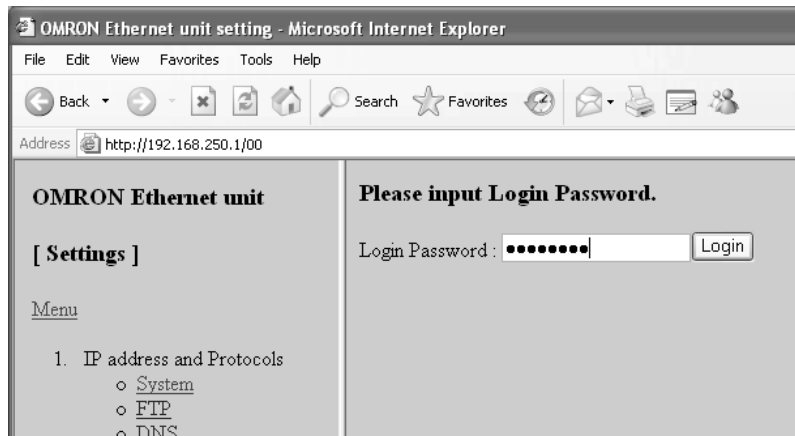 OMRON Ethernet unit setting - Microsoft Internet Explorer
File Edit View Favorites Tools Help
Back Search Favorites
Address http://192.168.250.1/00
OMRON Ethernet unit
[ Settings ]
Menu
1. IP address and Protocols
System
FTP
DNS
Please input Login Password.
Login Password : ●●●●●●●● Login